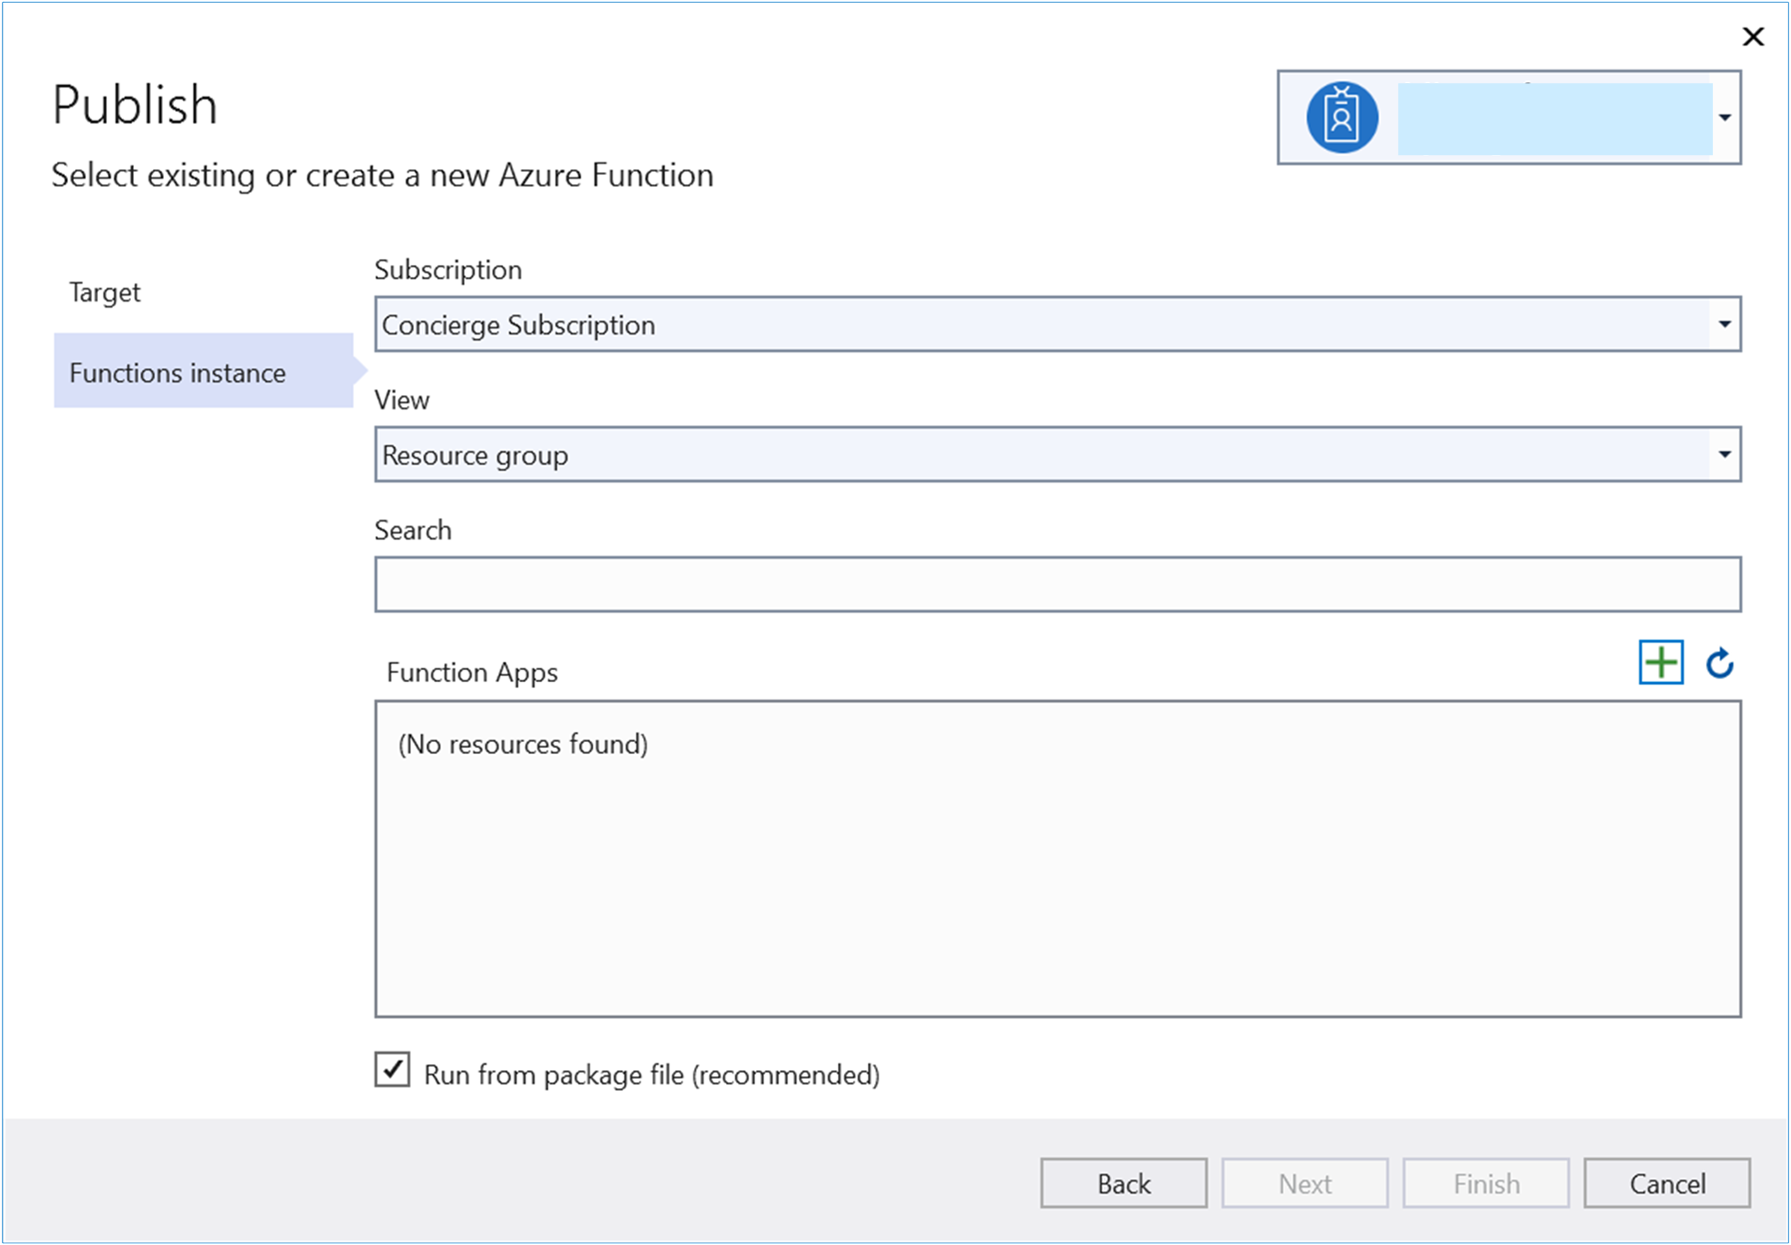 Publish
Select existing or create a new Azure Function
Target
Functions instance
Subscription
Concierge Subscription
View
Resource group
Search
Function Apps
(No resources found)
Run from package file (recommended)
Back
Next
Finish
Cancel